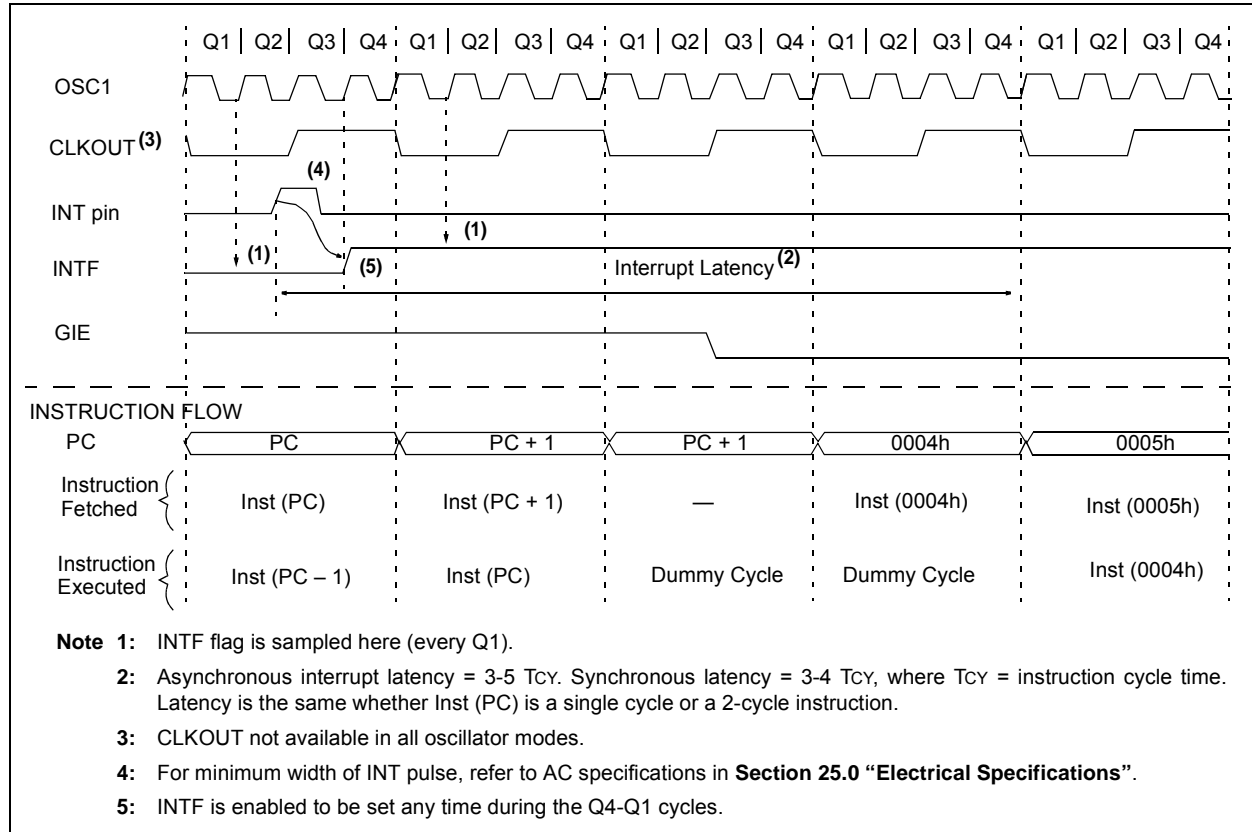 Q1 | Q2 | Q3 | Q4 Q1 | Q2 | Q3 | Q4 Q1 | Q2 | Q3 | Q4 Q1 | Q2 | Q3 | Q4 Q1 | Q2 | Q3 | Q4
OSC1
CLKOUT(3)
(4)
INT pin
(1)
(1)
INTF
(5)
Interrupt Latency(2)
GIE
INSTRUCTION FLOW
PC PC PC + 1 PC + 1 0004h 0005h
Instruction
Fetched
Inst (PC) Inst (PC + 1) — Inst (0004h) Inst (0005h)
Instruction
Executed
Inst (PC – 1) Inst (PC) Dummy Cycle Dummy Cycle Inst (0004h)
Note 1: INTF flag is sampled here (every Q1).
2: Asynchronous interrupt latency = 3-5 TCY. Synchronous latency = 3-4 TCY, where TCY = instruction cycle time.
Latency is the same whether Inst (PC) is a single cycle or a 2-cycle instruction.
3: CLKOUT not available in all oscillator modes.
4: For minimum width of INT pulse, refer to AC specifications in Section 25.0 “Electrical Specifications”.
5: INTF is enabled to be set any time during the Q4-Q1 cycles.